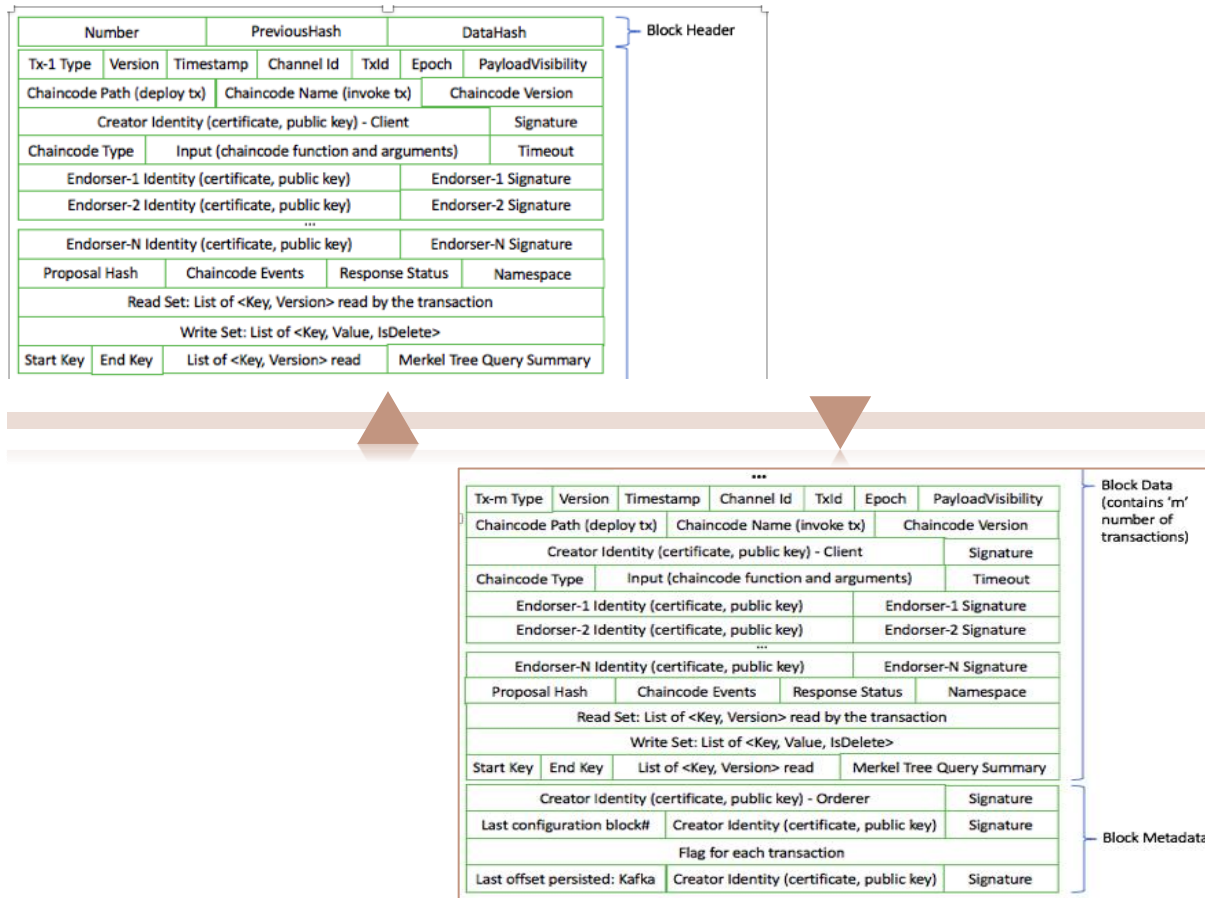 Number PreviousHash DataHash
Block Header
Tx-1 Type Version Timestamp Channel Id TxId Epoch PayloadVisibility
Chaincode Path (deploy tx) Chaincode Name (invoke tx) Chaincode Version
Creator Identity (certificate, public key) - Client Signature
Chaincode Type Input (chaincode function and arguments) Timeout
Endorser-1 Identity (certificate, public key) Endorser-1 Signature
Endorser-2 Identity (certificate, public key) Endorser-2 Signature
...
Endorser-N Identity (certificate, public key) Endorser-N Signature
Proposal Hash Chaincode Events Response Status Namespace
Read Set: List of <Key, Version> read by the transaction
Write Set: List of <Key, Value, IsDelete>
Start Key End Key List of <Key, Version> read Merkel Tree Query Summary
...
Tx-m Type Version Timestamp Channel Id TxId Epoch PayloadVisibility
Chaincode Path (deploy tx) Chaincode Name (invoke tx) Chaincode Version
Creator Identity (certificate, public key) - Client Signature
Chaincode Type Input (chaincode function and arguments) Timeout
Endorser-1 Identity (certificate, public key) Endorser-1 Signature
Endorser-2 Identity (certificate, public key) Endorser-2 Signature
...
Endorser-N Identity (certificate, public key) Endorser-N Signature
Proposal Hash Chaincode Events Response Status Namespace
Read Set: List of <Key, Version> read by the transaction
Write Set: List of <Key, Value, IsDelete>
Start Key End Key List of <Key, Version> read Merkel Tree Query Summary
Block Data
(contains 'm'
number of
transactions)
Creator Identity (certificate, public key) - Orderer Signature
Last configuration block# Creator Identity (certificate, public key) Signature
Flag for each transaction
Last offset persisted: Kafka Creator Identity (certificate, public key) Signature
Block Metadata